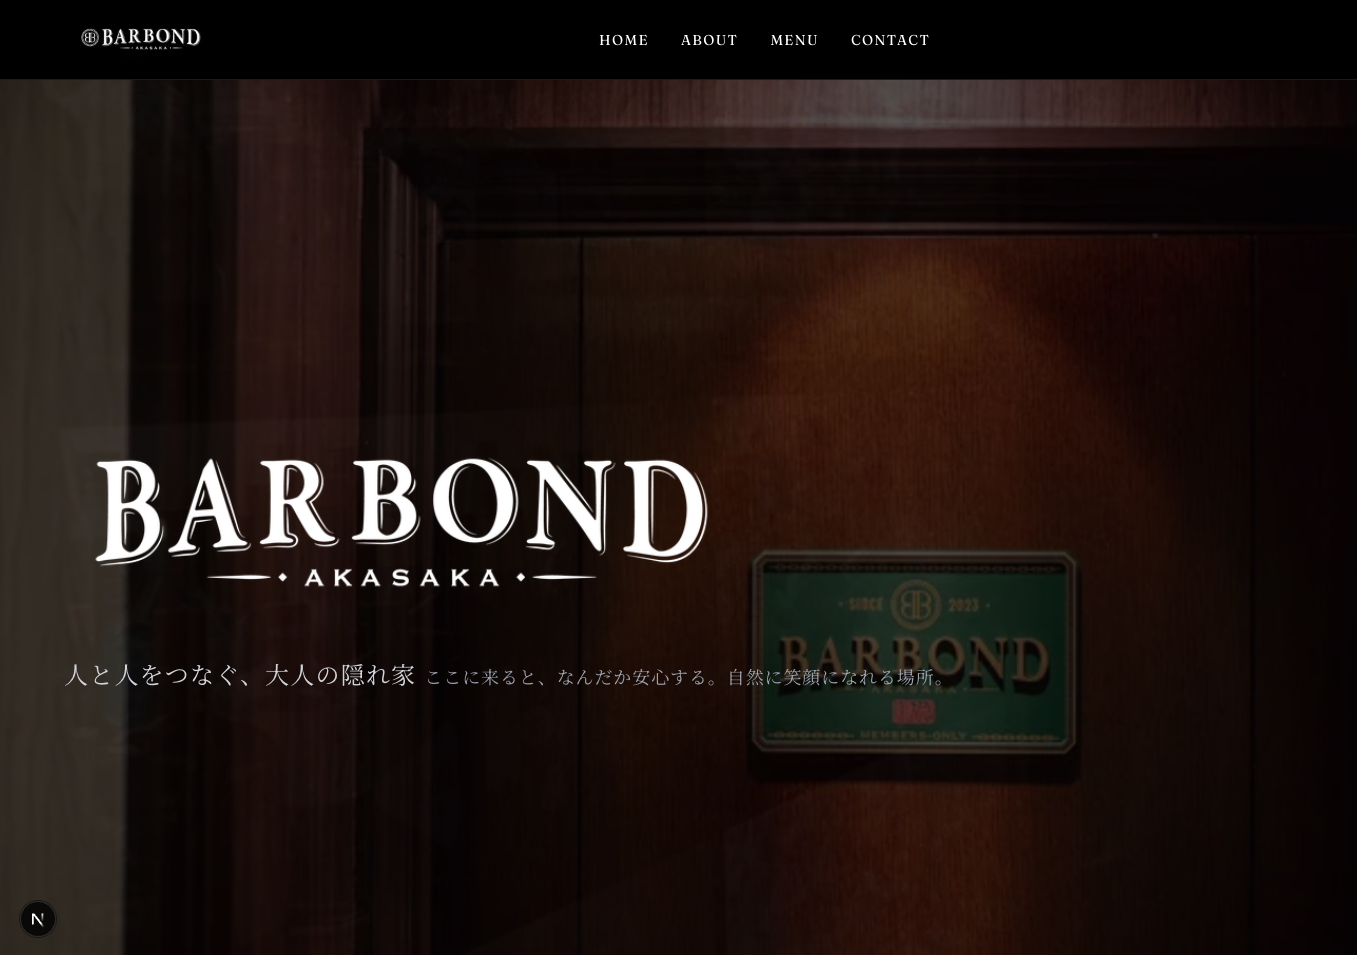 BARBOND
AKASAKA
HOME ABOUT MENU CONTACT
BARBOND
AKASAKA
人と人をつなぐ、大人の隠れ家 ここに来ると、なんだか安心する。自然に笑顔になれる場所。
SINCE 2023
BARBOND
AKASAKA
MEMBERS-ONLY
N